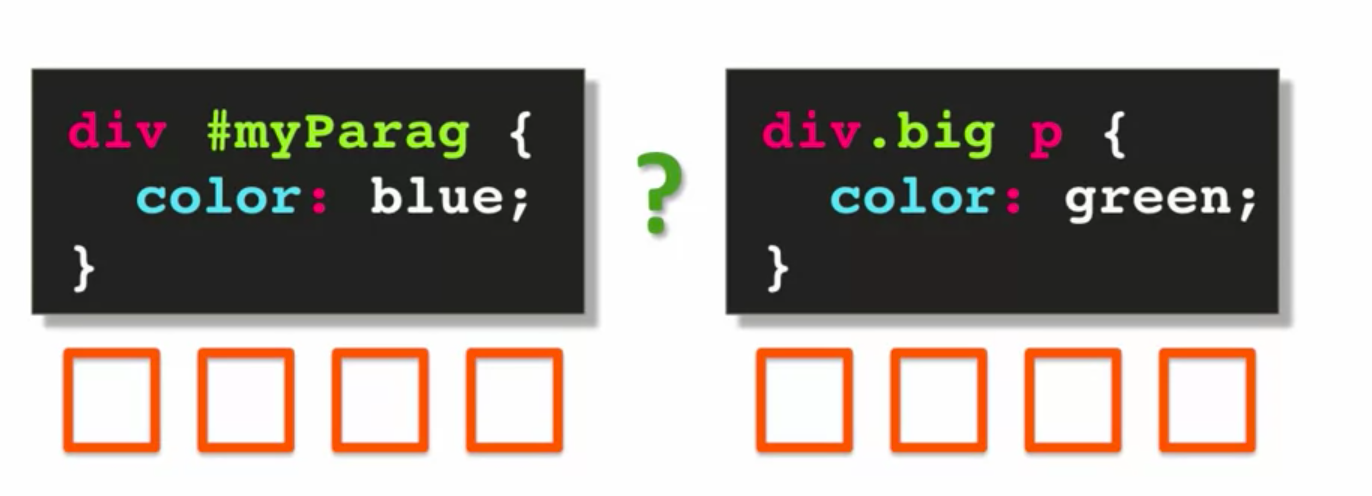 div #myParag {
color: blue;
}
?
div.big p {
color: green;
}